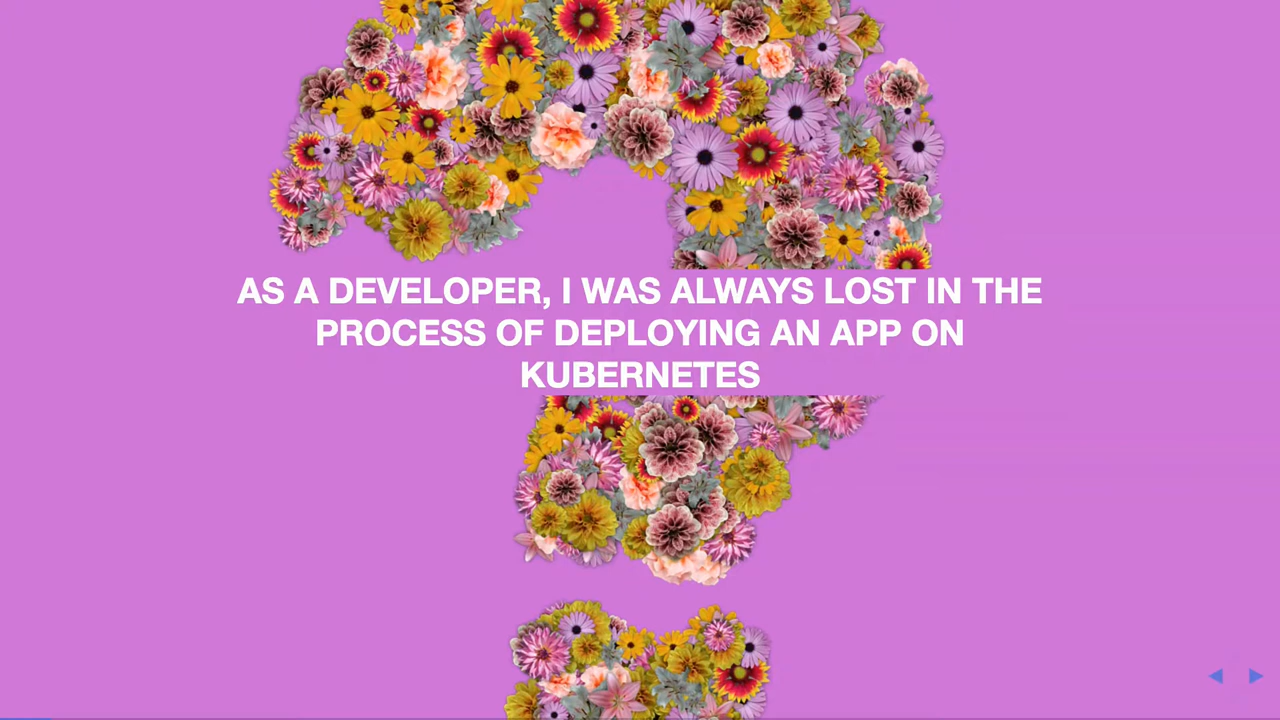 AS A DEVELOPER, I WAS ALWAYS LOST IN THE
PROCESS OF DEPLOYING AN APP ON
KUBERNETES